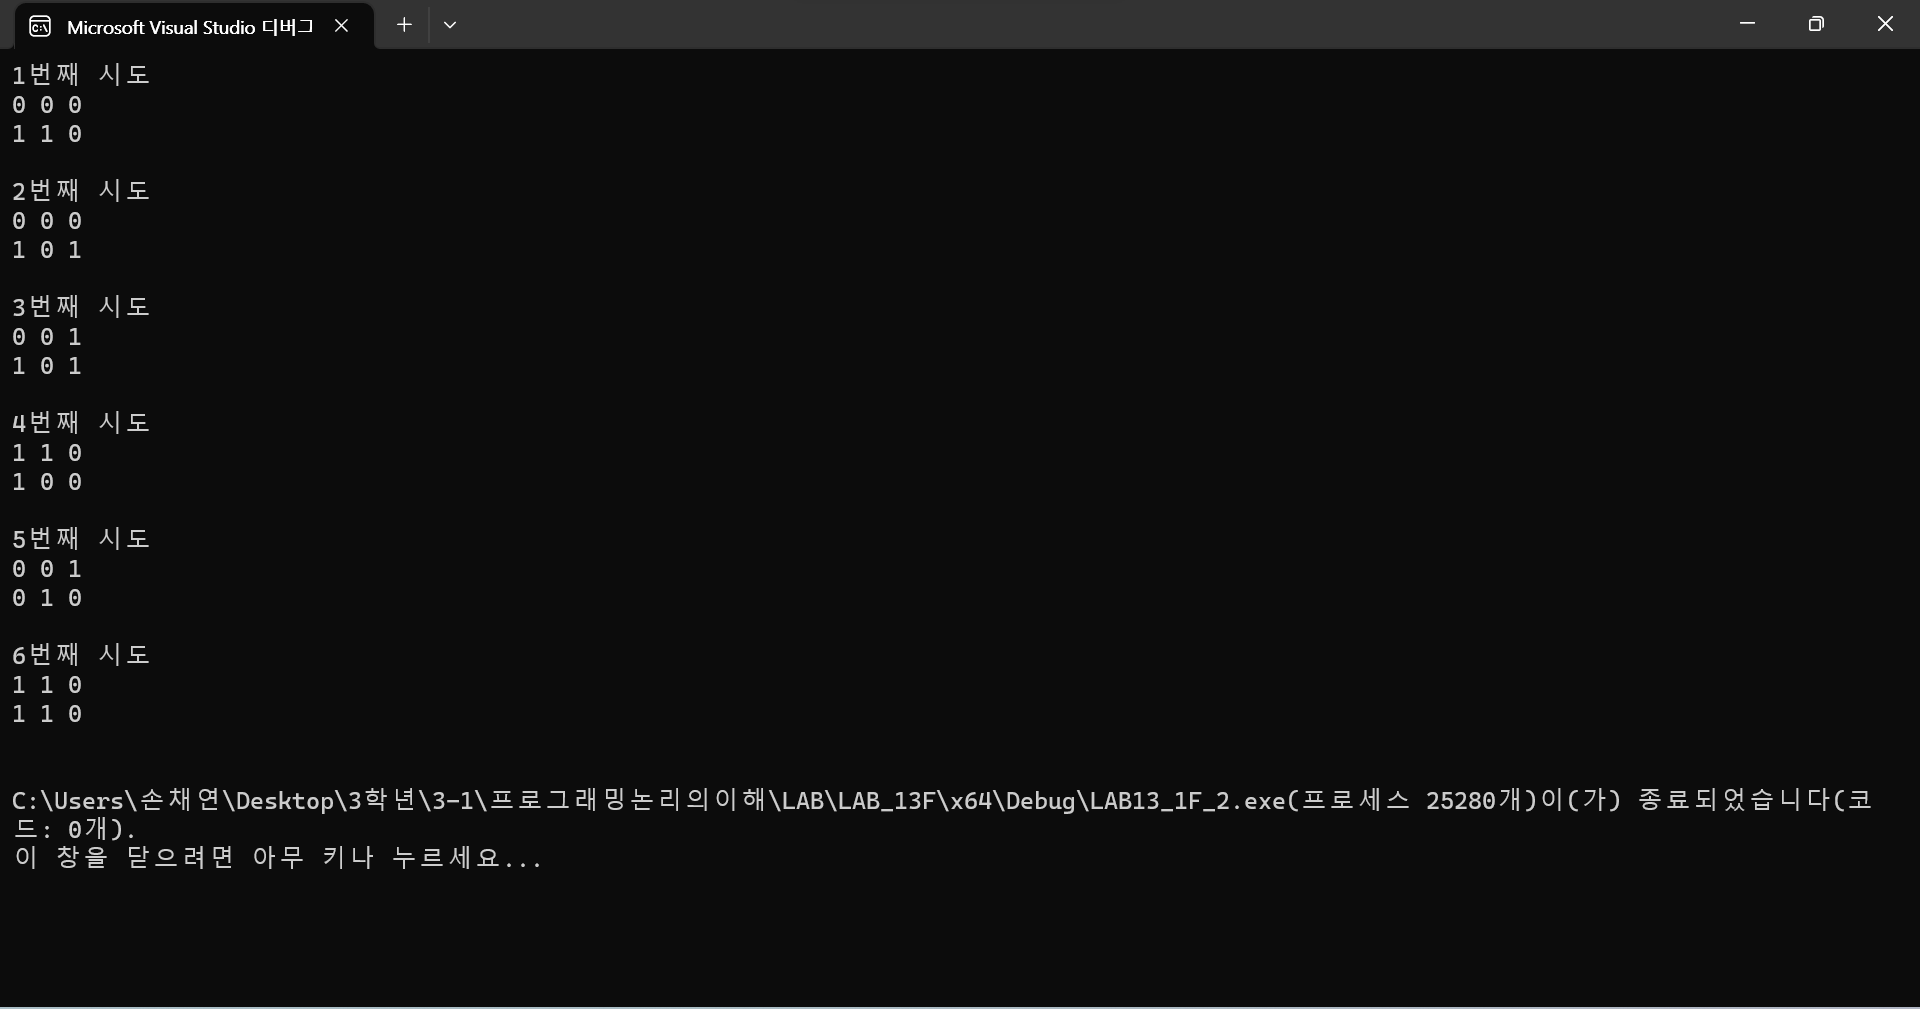 Microsoft Visual Studio 디버그
1번째 시도
0 0 0
1 1 0
2번째 시도
0 0 0
1 0 1
3번째 시도
0 0 1
1 0 1
4번째 시도
1 1 0
1 0 0
5번째 시도
0 0 1
0 1 0
6번째 시도
1 1 0
1 1 0
C:\Users\손채연\Desktop\3학년\3-1\프로그래밍논리의이해\LAB\LAB_13F\x64\Debug\LAB13_1F_2.exe(프로세스 25280개)이(가) 종료되었습니다(코
드: 0개).
이 창을 닫으려면 아무 키나 누르세요...